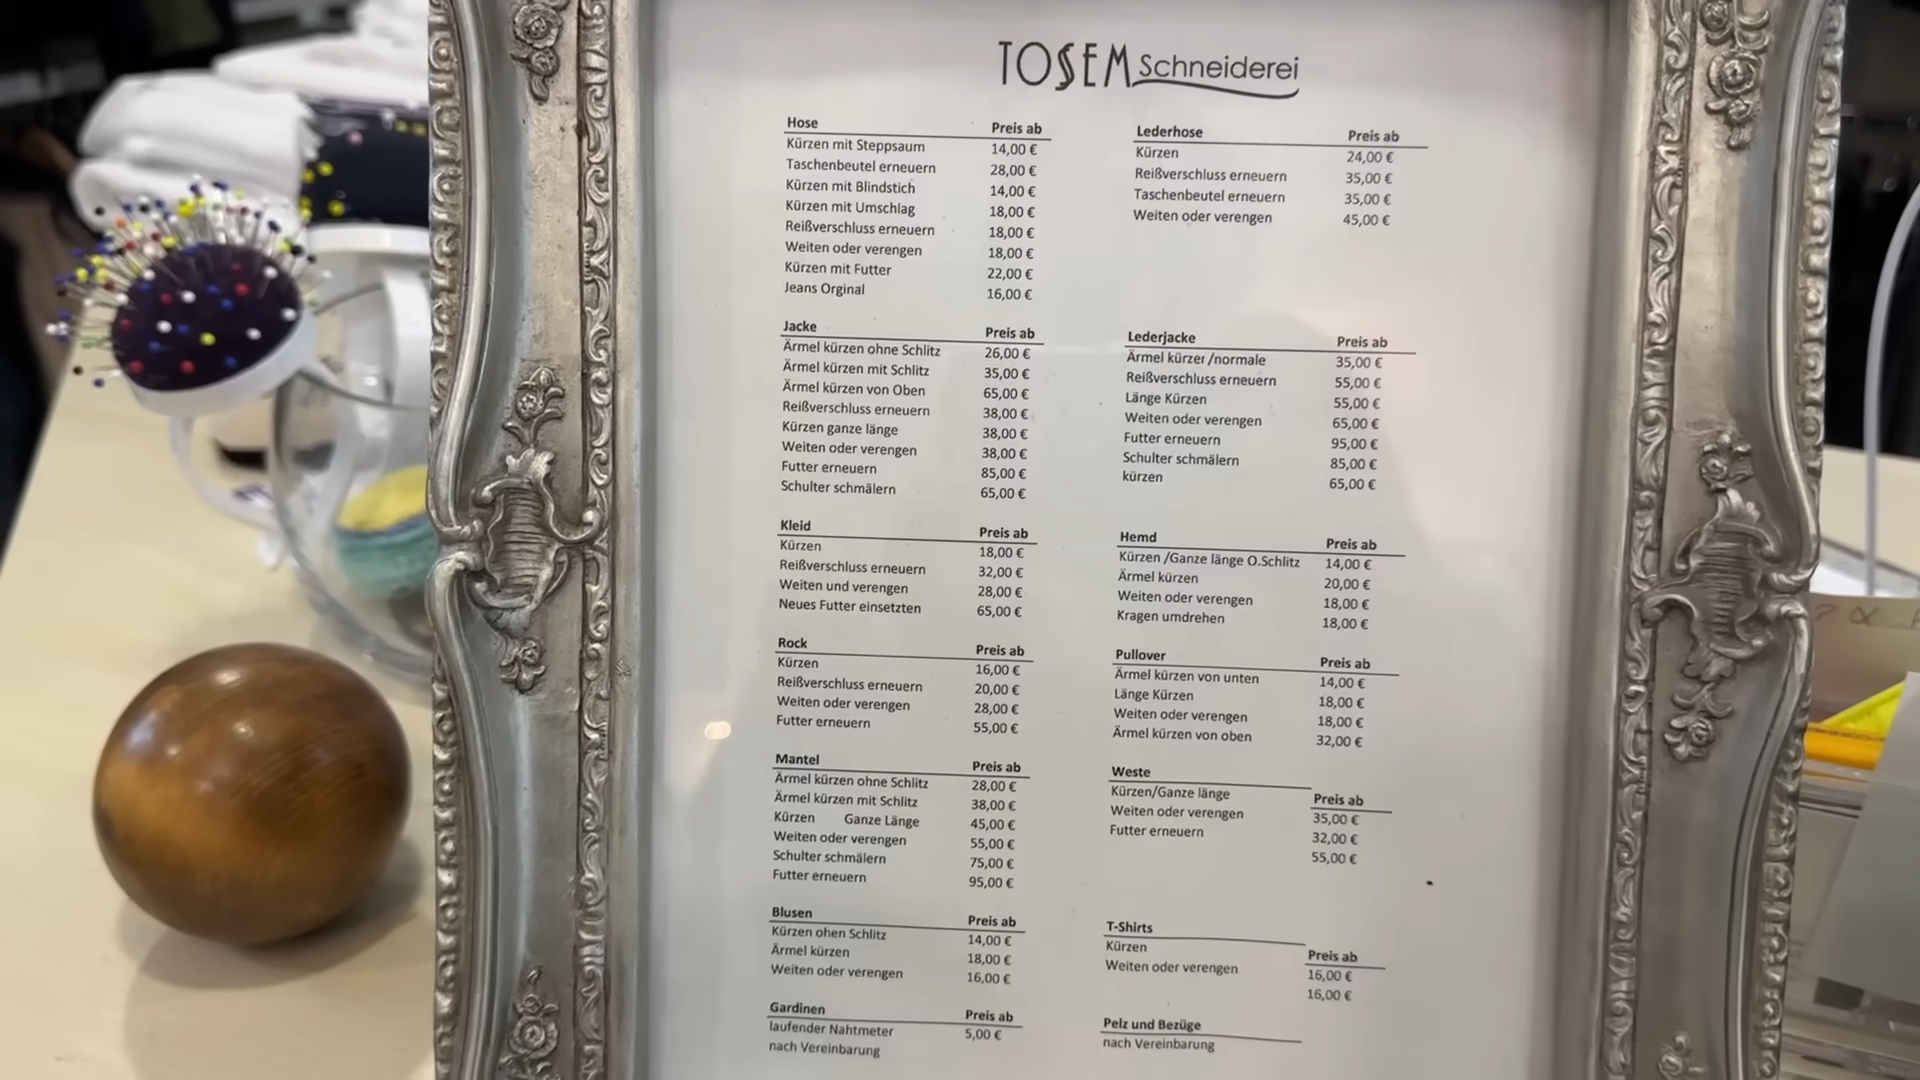 TOSEM Schneiderei
Hose Preis ab
Kürzen mit Steppsaum 14,00 €
Taschenbeutel erneuern 28,00 €
Kürzen mit Blindstich 14,00 €
Kürzen mit Umschlag 18,00 €
Reißverschluss erneuern 18,00 €
Weiten oder verengen 18,00 €
Kürzen mit Futter 22,00 €
Jeans Orginal 16,00 €
Jacke Preis ab
Ärmel kürzen ohne Schlitz 26,00 €
Ärmel kürzen mit Schlitz 35,00 €
Ärmel kürzen von Oben 65,00 €
Reißverschluss erneuern 38,00 €
Kürzen ganze länge 38,00 €
Weiten oder verengen 38,00 €
Futter erneuern 85,00 €
Schulter schmälern 65,00 €
Kleid Preis ab
Kürzen 18,00 €
Reißverschluss erneuern 32,00 €
Weiten und verengen 28,00 €
Neues Futter einsetzten 65,00 €
Rock Preis ab
Kürzen 16,00 €
Reißverschluss erneuern 20,00 €
Weiten oder verengen 28,00 €
Futter erneuern 55,00 €
Mantel Preis ab
Ärmel kürzen ohne Schlitz 28,00 €
Ärmel kürzen mit Schlitz 38,00 €
Kürzen Ganze Länge 45,00 €
Weiten oder verengen 55,00 €
Schulter schmälern 75,00 €
Futter erneuern 95,00 €
Blusen Preis ab
Kürzen ohen Schlitz 14,00 €
Ärmel kürzen 18,00 €
Weiten oder verengen 16,00 €
Gardinen Preis ab
laufender Nahtmeter 5,00 €
nach Vereinbarung
Lederhose Preis ab
Kürzen 24,00 €
Reißverschluss erneuern 35,00 €
Taschenbeutel erneuern 35,00 €
Weiten oder verengen 45,00 €
Lederjacke Preis ab
Ärmel kürzer /normale 35,00 €
Reißverschluss erneuern 55,00 €
Länge Kürzen 55,00 €
Weiten oder verengen 65,00 €
Futter erneuern 95,00 €
Schulter schmälern 85,00 €
kürzen 65,00 €
Hemd Preis ab
Kürzen /Ganze länge O.Schlitz 14,00 €
Ärmel kürzen 20,00 €
Weiten oder verengen 18,00 €
Kragen umdrehen 18,00 €
Pullover Preis ab
Ärmel kürzen von unten 14,00 €
Länge Kürzen 18,00 €
Weiten oder verengen 18,00 €
Ärmel kürzen von oben 32,00 €
Weste Preis ab
Kürzen/Ganze länge 35,00 €
Weiten oder verengen 32,00 €
Futter erneuern 55,00 €
T-Shirts Preis ab
Kürzen 16,00 €
Weiten oder verengen 16,00 €
Pelz und Bezüge
nach Vereinbarung